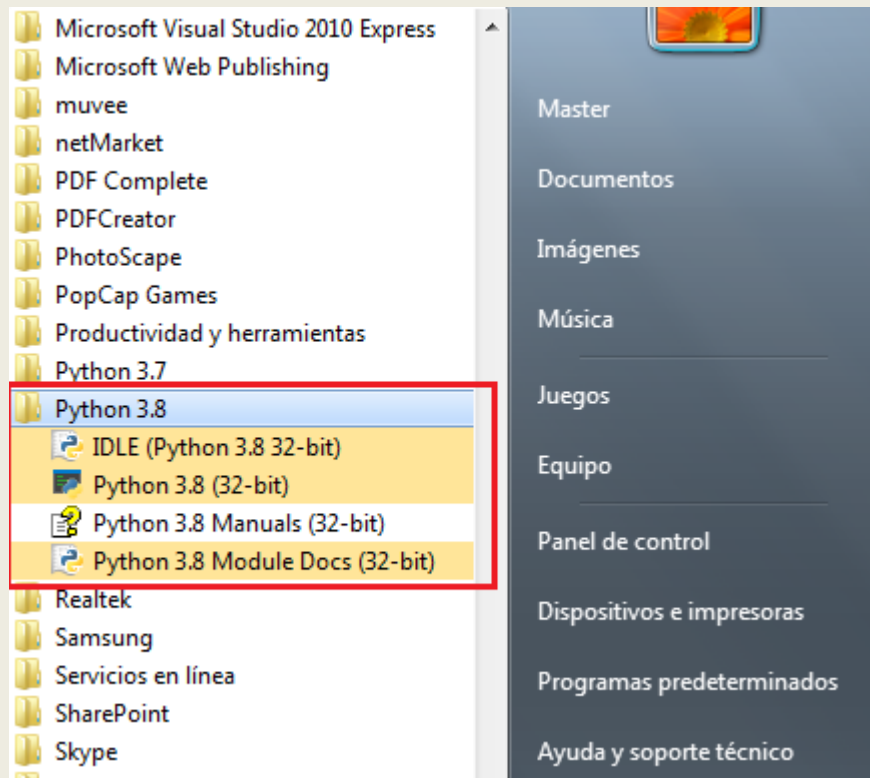 Microsoft Visual Studio 2010 Express
Microsoft Web Publishing
muvee
netMarket
PDF Complete
PDFCreator
PhotoScape
PopCap Games
Productividad y herramientas
Python 3.7
Python 3.8
IDLE (Python 3.8 32-bit)
Python 3.8 (32-bit)
Python 3.8 Manuals (32-bit)
Python 3.8 Module Docs (32-bit)
Realtek
Samsung
Servicios en línea
SharePoint
Skype
Master
Documentos
Imágenes
Música
Juegos
Equipo
Panel de control
Dispositivos e impresoras
Programas predeterminados
Ayuda y soporte técnico